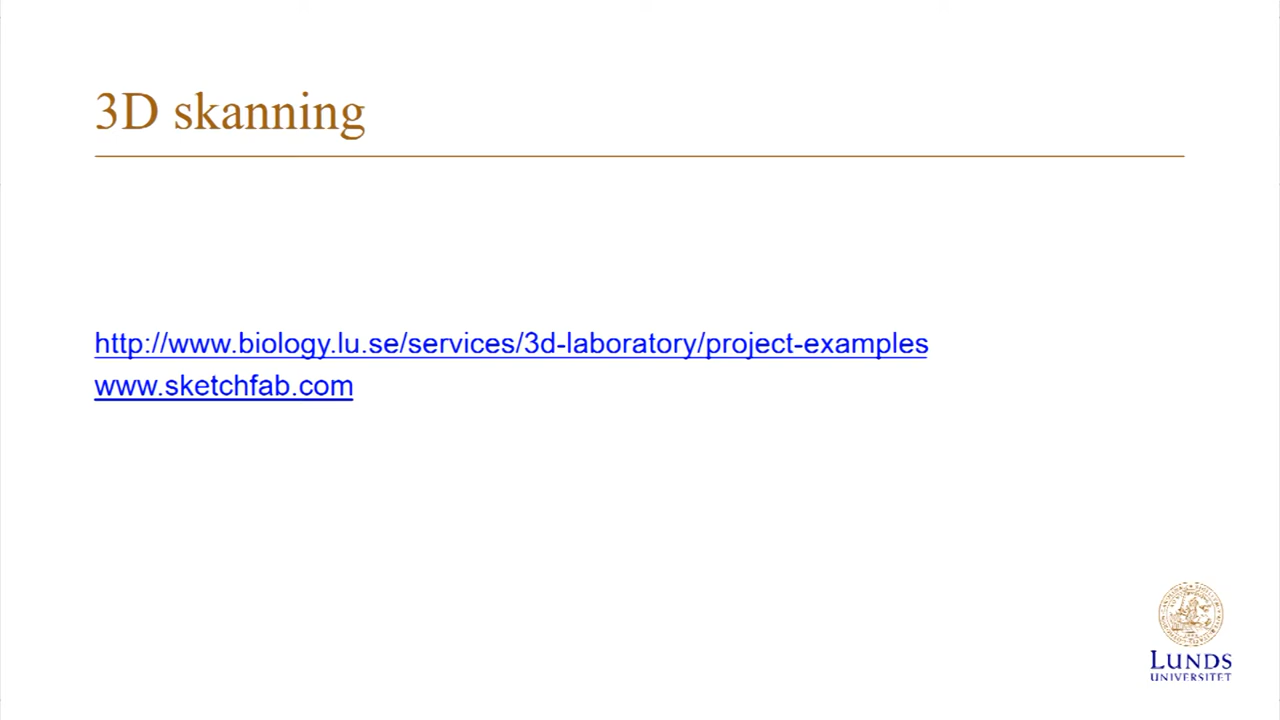 3D skanning
http://www.biology.lu.se/services/3d-laboratory/project-examples
www.sketchfab.com
LUNDS
UNIVERSITET